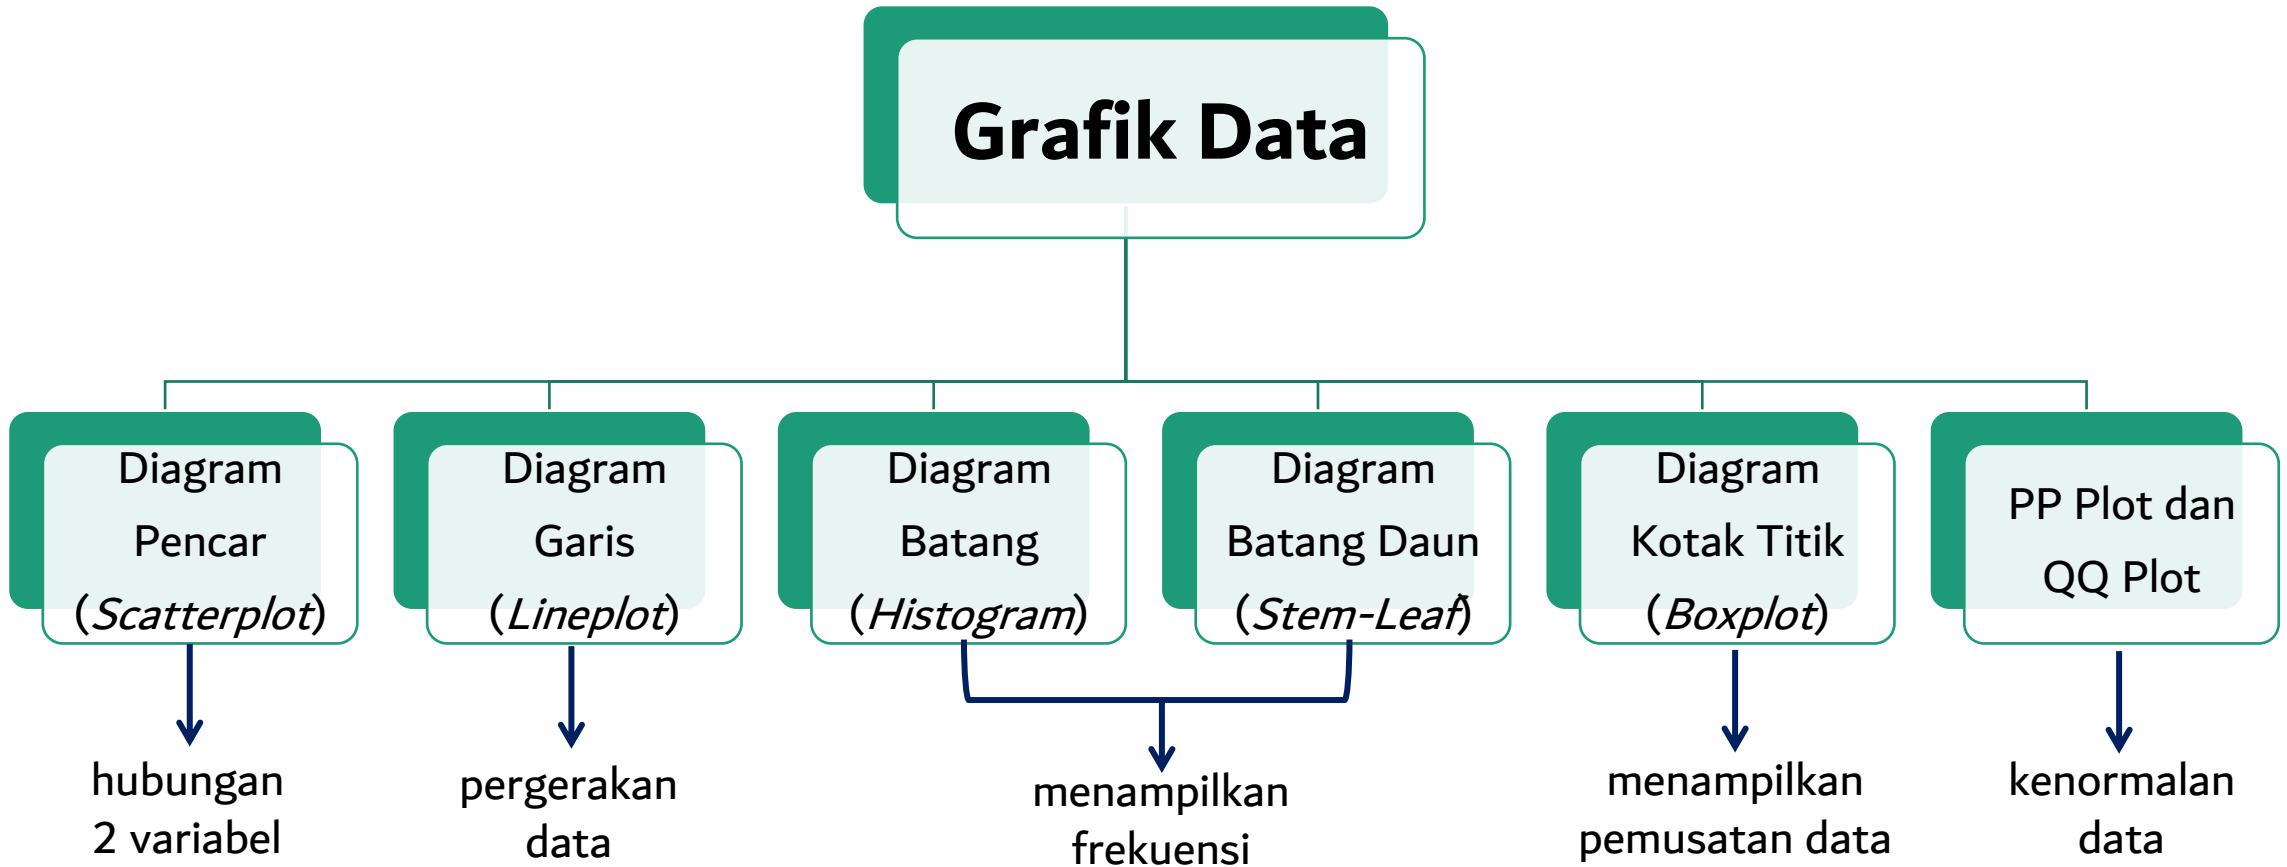 Grafik Data
Diagram
Pencar
(Scatterplot)
Diagram
Garis
(Lineplot)
Diagram
Batang
(Histogram)
Diagram
Batang Daun
(Stem-Leaf)
Diagram
Kotak Titik
(Boxplot)
PP Plot dan
QQ Plot
hubungan
2 variabel
pergerakan
data
menampilkan
frekuensi
menampilkan
pemusatan data
kenormalan
data